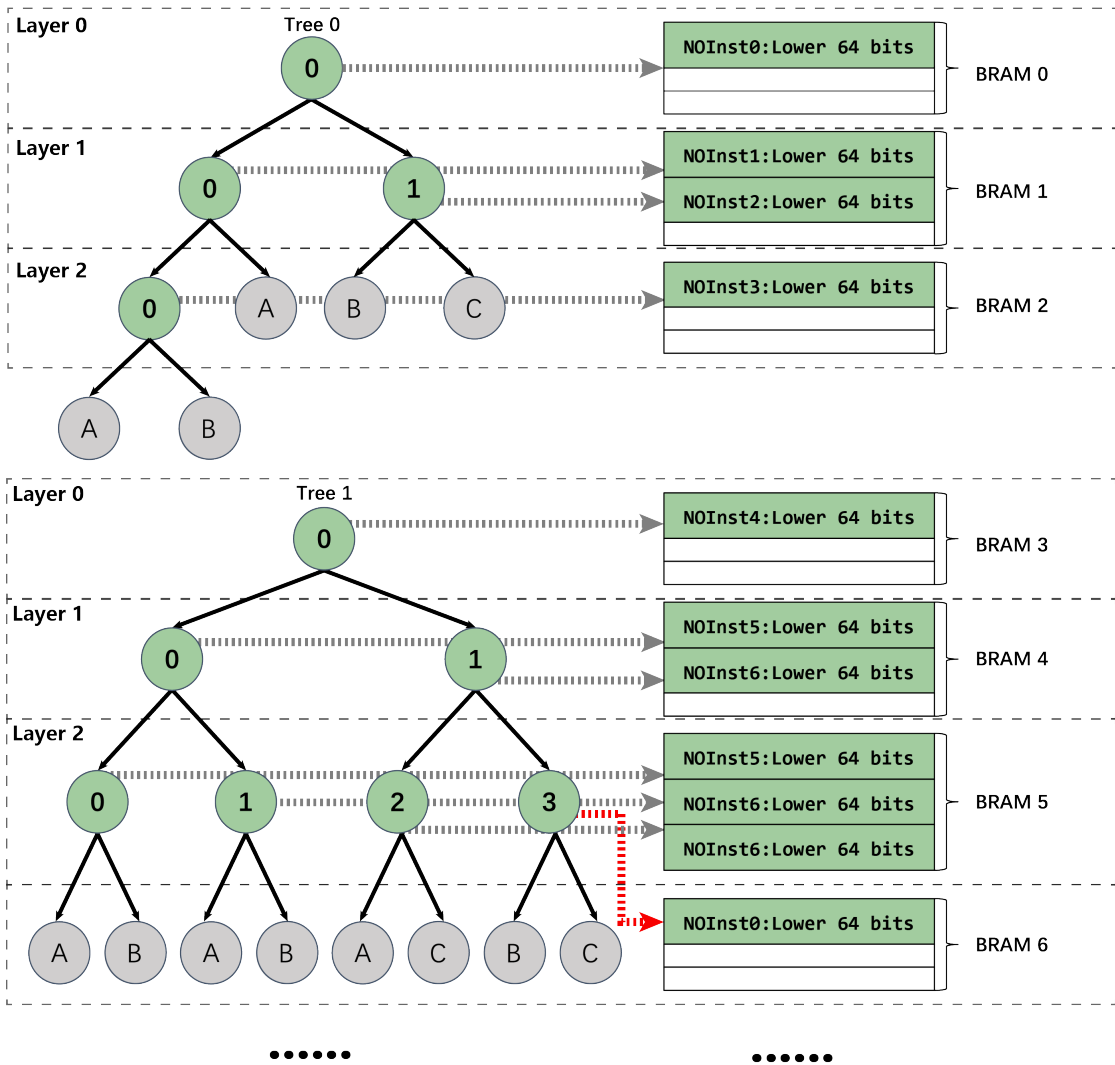 Layer 0
Tree 0
0
NOInst0:Lower 64 bits
BRAM 0
Layer 1
0
1
NOInst1:Lower 64 bits
NOInst2:Lower 64 bits
BRAM 1
Layer 2
0
A
B
C
NOInst3:Lower 64 bits
BRAM 2
A
B
Layer 0
Tree 1
0
NOInst4:Lower 64 bits
BRAM 3
Layer 1
0
1
NOInst5:Lower 64 bits
NOInst6:Lower 64 bits
BRAM 4
Layer 2
0
1
2
3
NOInst5:Lower 64 bits
NOInst6:Lower 64 bits
NOInst6:Lower 64 bits
BRAM 5
A
B
A
B
A
C
B
C
NOInst0:Lower 64 bits
BRAM 6
......
......